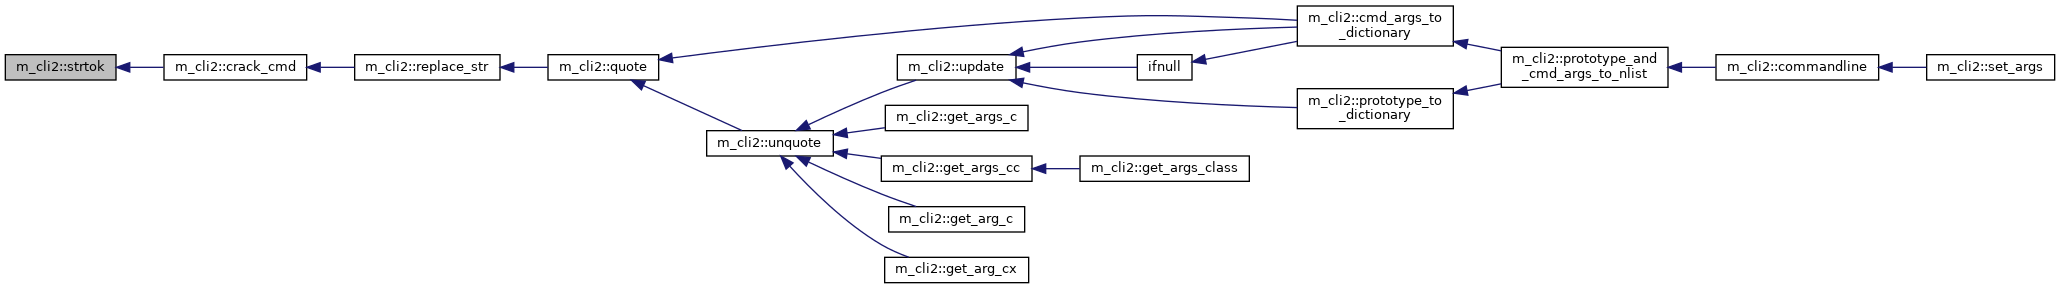 m_cli2::strtok
m_cli2::crack_cmd
m_cli2::replace_str
m_cli2::quote
m_cli2::cmd_args_to
_dictionary
m_cli2::update
ifnull
m_cli2::prototype_and
_cmd_args_to_nlist
m_cli2::commandline
m_cli2::set_args
m_cli2::prototype_to
_dictionary
m_cli2::get_args_c
m_cli2::unquote
m_cli2::get_args_cc
m_cli2::get_args_class
m_cli2::get_arg_c
m_cli2::get_arg_cx